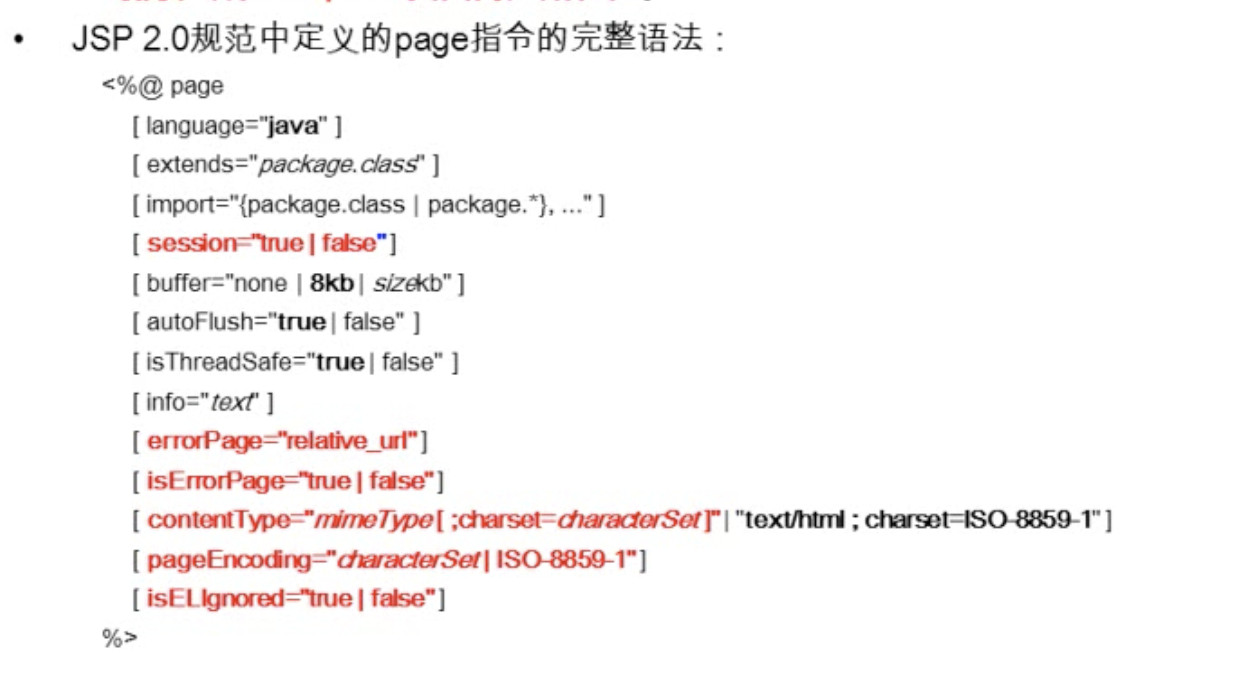 • JSP 2.0规范中定义的page指令的完整语法：
<%@ page
[ language="java" ]
[ extends="package.class" ]
[ import="{package.class | package.*}, ..." ]
[ session="true | false"]
[ buffer="none | 8kb | sizekb" ]
[ autoFlush="true | false" ]
[ isThreadSafe="true | false" ]
[ info="text" ]
[ errorPage="relative_url"]
[ isErrorPage="true | false"]
[ contentType="mimeType[ ;charset=characterSet]" | "text/html ; charset=ISO-8859-1" ]
[ pageEncoding="characterSet | ISO-8859-1"]
[ isELIgnored="true | false"]
%>